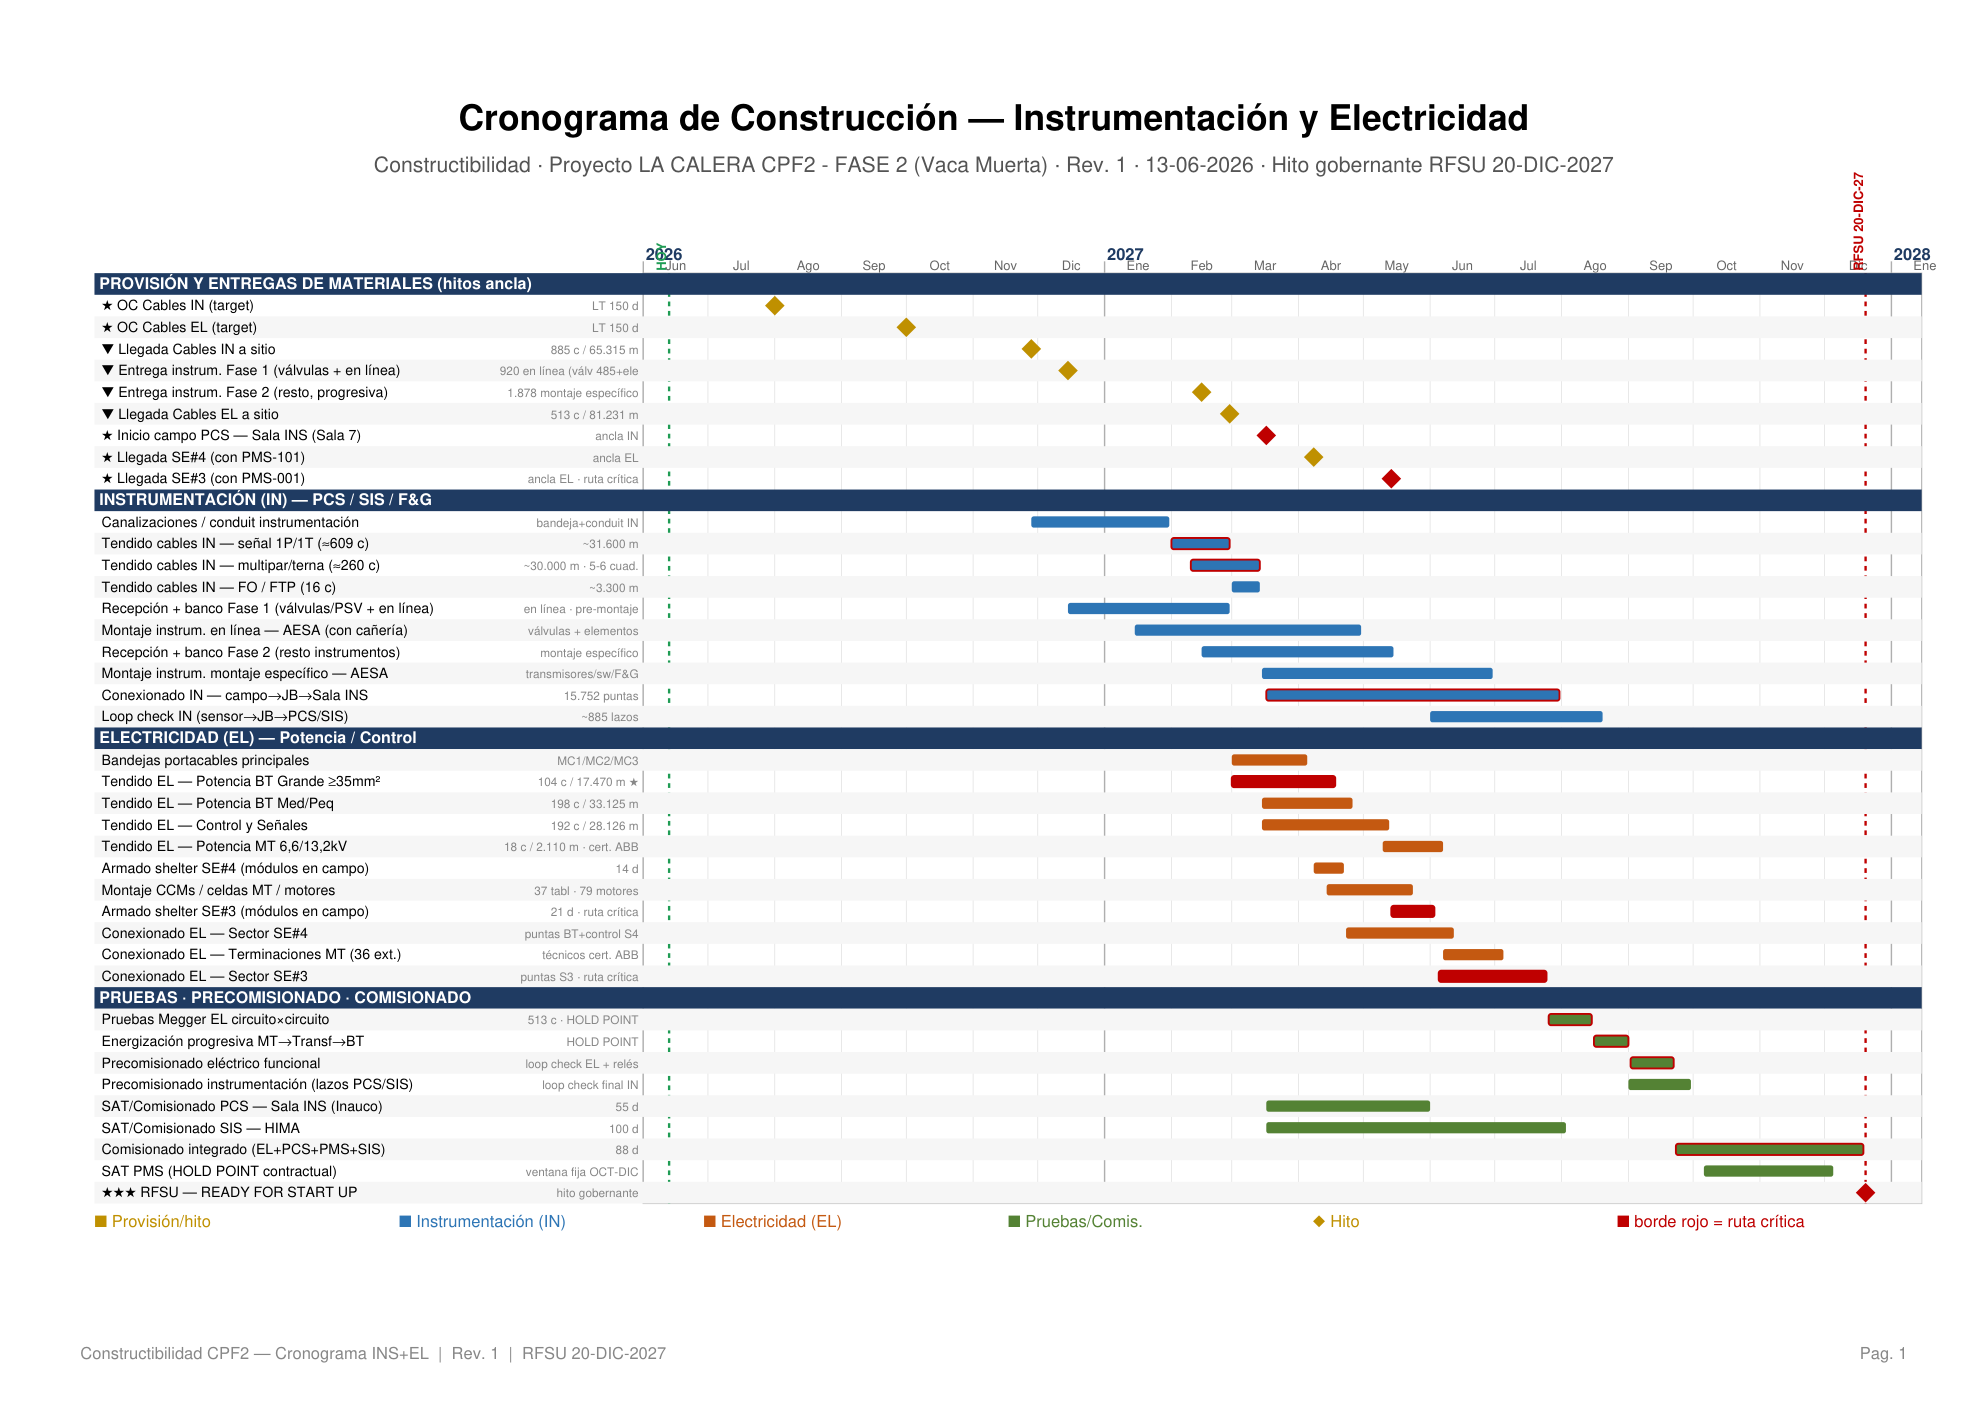 Cronograma de Construcción — Instrumentación y Electricidad
Constructibilidad · Proyecto LA CALERA CPF2 - FASE 2 (Vaca Muerta) · Rev. 1 · 13-06-2026 · Hito gobernante RFSU 20-DIC-2027
RFSU 20-DIC-27
HOY
2026 2027 2028
Jun Jul Ago Sep Oct Nov Dic Ene Feb Mar Abr May Jun Jul Ago Sep Oct Nov Dic Ene
PROVISIÓN Y ENTREGAS DE MATERIALES (hitos ancla)
★ OC Cables IN (target) LT 150 d
★ OC Cables EL (target) LT 150 d
▼ Llegada Cables IN a sitio 885 c / 65.315 m
▼ Entrega instrum. Fase 1 (válvulas + en línea) 920 en línea (válv 485+ele
▼ Entrega instrum. Fase 2 (resto, progresiva) 1.878 montaje específico
▼ Llegada Cables EL a sitio 513 c / 81.231 m
★ Inicio campo PCS — Sala INS (Sala 7) ancla IN
★ Llegada SE#4 (con PMS-101) ancla EL
★ Llegada SE#3 (con PMS-001) ancla EL · ruta crítica
INSTRUMENTACIÓN (IN) — PCS / SIS / F&G
Canalizaciones / conduit instrumentación bandeja+conduit IN
Tendido cables IN — señal 1P/1T (≈609 c) ~31.600 m
Tendido cables IN — multipar/terna (≈260 c) ~30.000 m · 5-6 cuad.
Tendido cables IN — FO / FTP (16 c) ~3.300 m
Recepción + banco Fase 1 (válvulas/PSV + en línea) en línea · pre-montaje
Montaje instrum. en línea — AESA (con cañería) válvulas + elementos
Recepción + banco Fase 2 (resto instrumentos) montaje específico
Montaje instrum. montaje específico — AESA transmisores/sw/F&G
Conexionado IN — campo→JB→Sala INS 15.752 puntas
Loop check IN (sensor→JB→PCS/SIS) ~885 lazos
ELECTRICIDAD (EL) — Potencia / Control
Bandejas portacables principales MC1/MC2/MC3
Tendido EL — Potencia BT Grande ≥35mm² 104 c / 17.470 m ★
Tendido EL — Potencia BT Med/Peq 198 c / 33.125 m
Tendido EL — Control y Señales 192 c / 28.126 m
Tendido EL — Potencia MT 6,6/13,2kV 18 c / 2.110 m · cert. ABB
Armado shelter SE#4 (módulos en campo) 14 d
Montaje CCMs / celdas MT / motores 37 tabl · 79 motores
Armado shelter SE#3 (módulos en campo) 21 d · ruta crítica
Conexionado EL — Sector SE#4 puntas BT+control S4
Conexionado EL — Terminaciones MT (36 ext.) técnicos cert. ABB
Conexionado EL — Sector SE#3 puntas S3 · ruta crítica
PRUEBAS · PRECOMISIONADO · COMISIONADO
Pruebas Megger EL circuito×circuito 513 c · HOLD POINT
Energización progresiva MT→Transf→BT HOLD POINT
Precomisionado eléctrico funcional loop check EL + relés
Precomisionado instrumentación (lazos PCS/SIS) loop check final IN
SAT/Comisionado PCS — Sala INS (Inauco) 55 d
SAT/Comisionado SIS — HIMA 100 d
Comisionado integrado (EL+PCS+PMS+SIS) 88 d
SAT PMS (HOLD POINT contractual) ventana fija OCT-DIC
★★★ RFSU — READY FOR START UP hito gobernante
Provisión/hito Instrumentación (IN) Electricidad (EL) Pruebas/Comis. Hito borde rojo = ruta crítica
Constructibilidad CPF2 — Cronograma INS+EL | Rev. 1 | RFSU 20-DIC-2027 Pag. 1